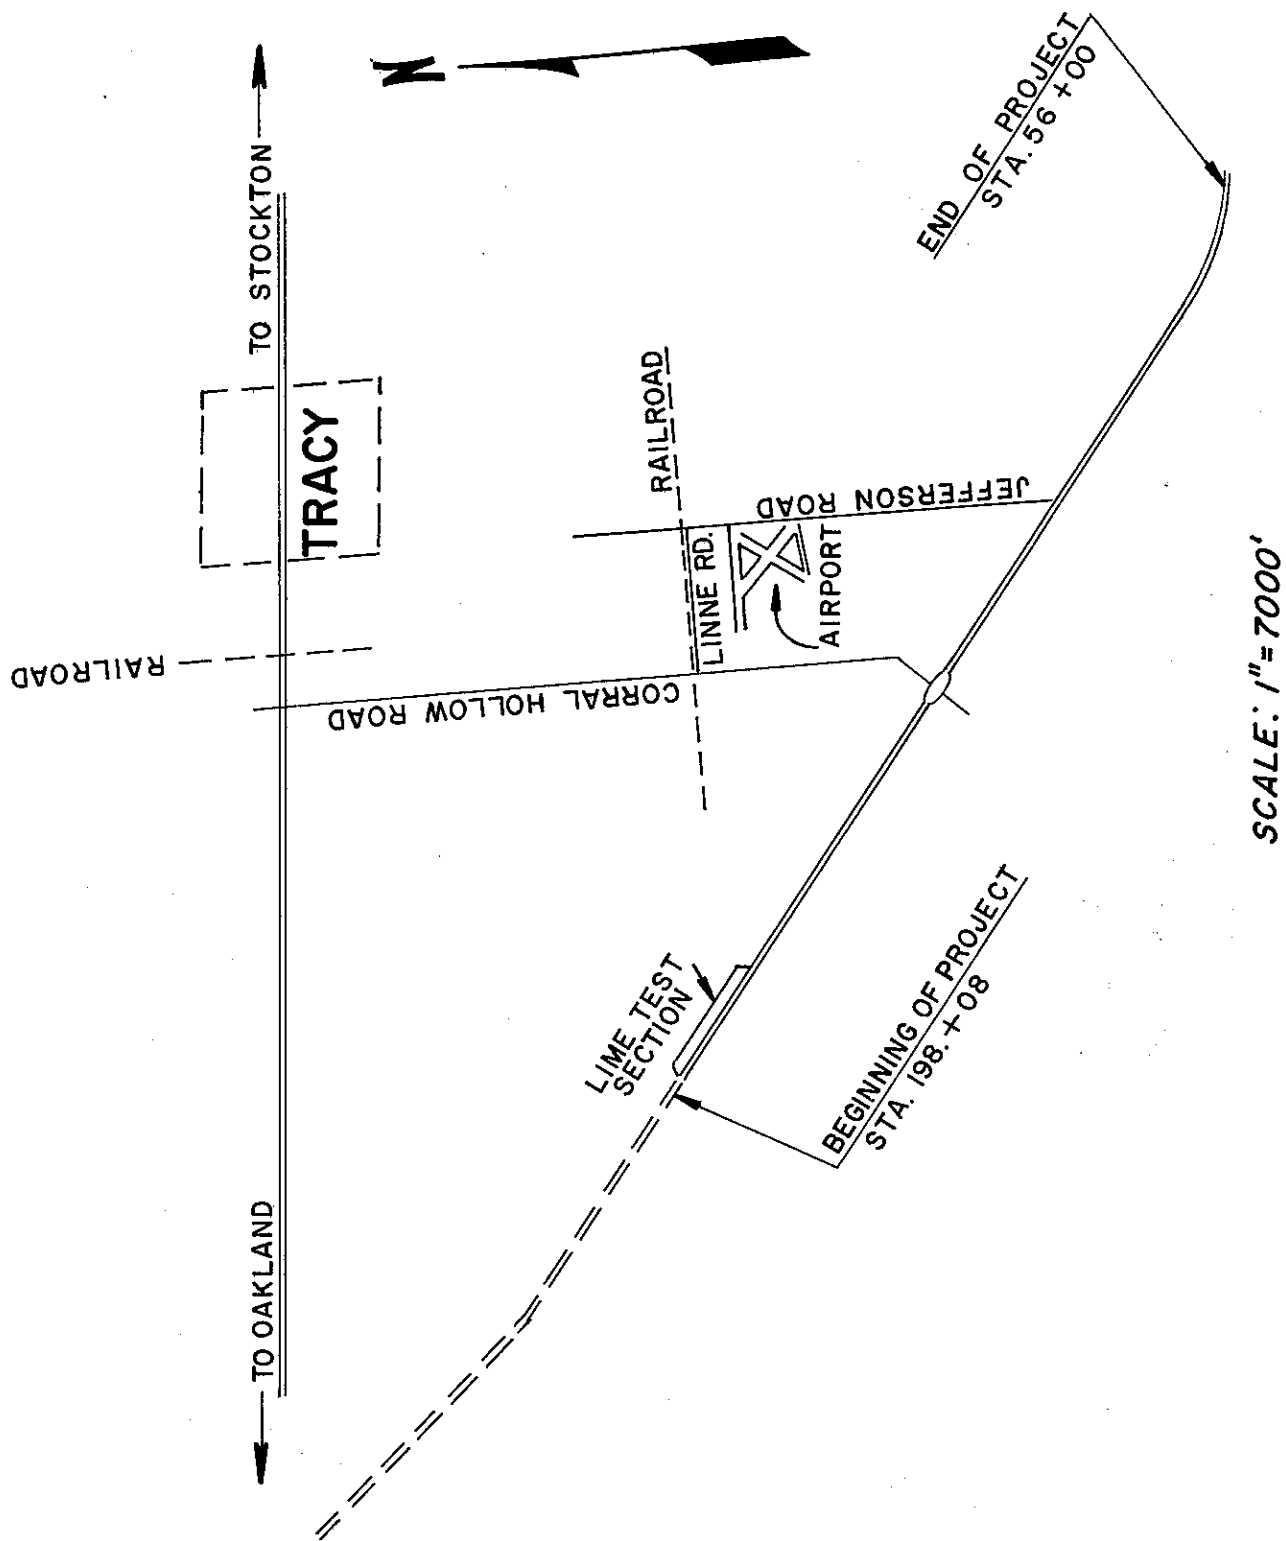 N
TO OAKLAND
TO STOCKTON
TRACY
RAILROAD
CORRAL HOLLOW ROAD
RAILROAD
LINNE RD.
AIRPORT
JEFFERSON ROAD
LIME TEST
SECTION
BEGINNING OF PROJECT
STA. 198.+08
END OF PROJECT
STA. 56 +00
SCALE: 1"=7000'